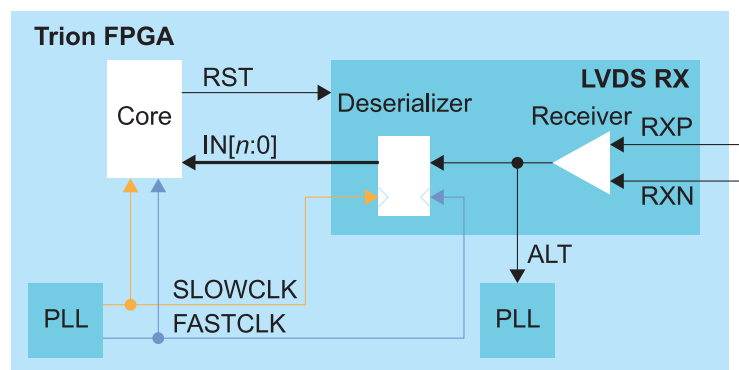 Trion FPGA
RST
LVDS RX
Core
Deserializer
Receiver
RXP
IN[n:0]
RXN
ALT
SLOWCLK
PLL
FASTCLK
PLL